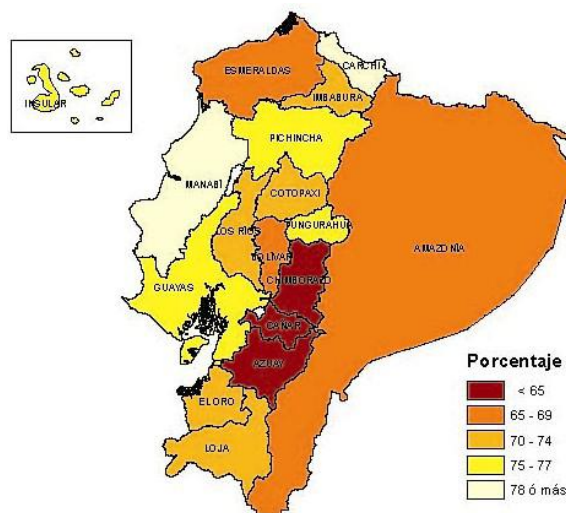 ESMERALDAS
CARCHI
IMBABURA
INSULAR
PICHINCHA
MANABÍ
COTOPAXI
LOS RÍOS
TUNGURAHUA
BOLÍVAR
AMAZONÍA
CHIMBORAZO
GUAYAS
CAÑAR
AZUAY
EL ORO
LOJA
Porcentaje
< 65
65 - 69
70 - 74
75 - 77
78 ó más